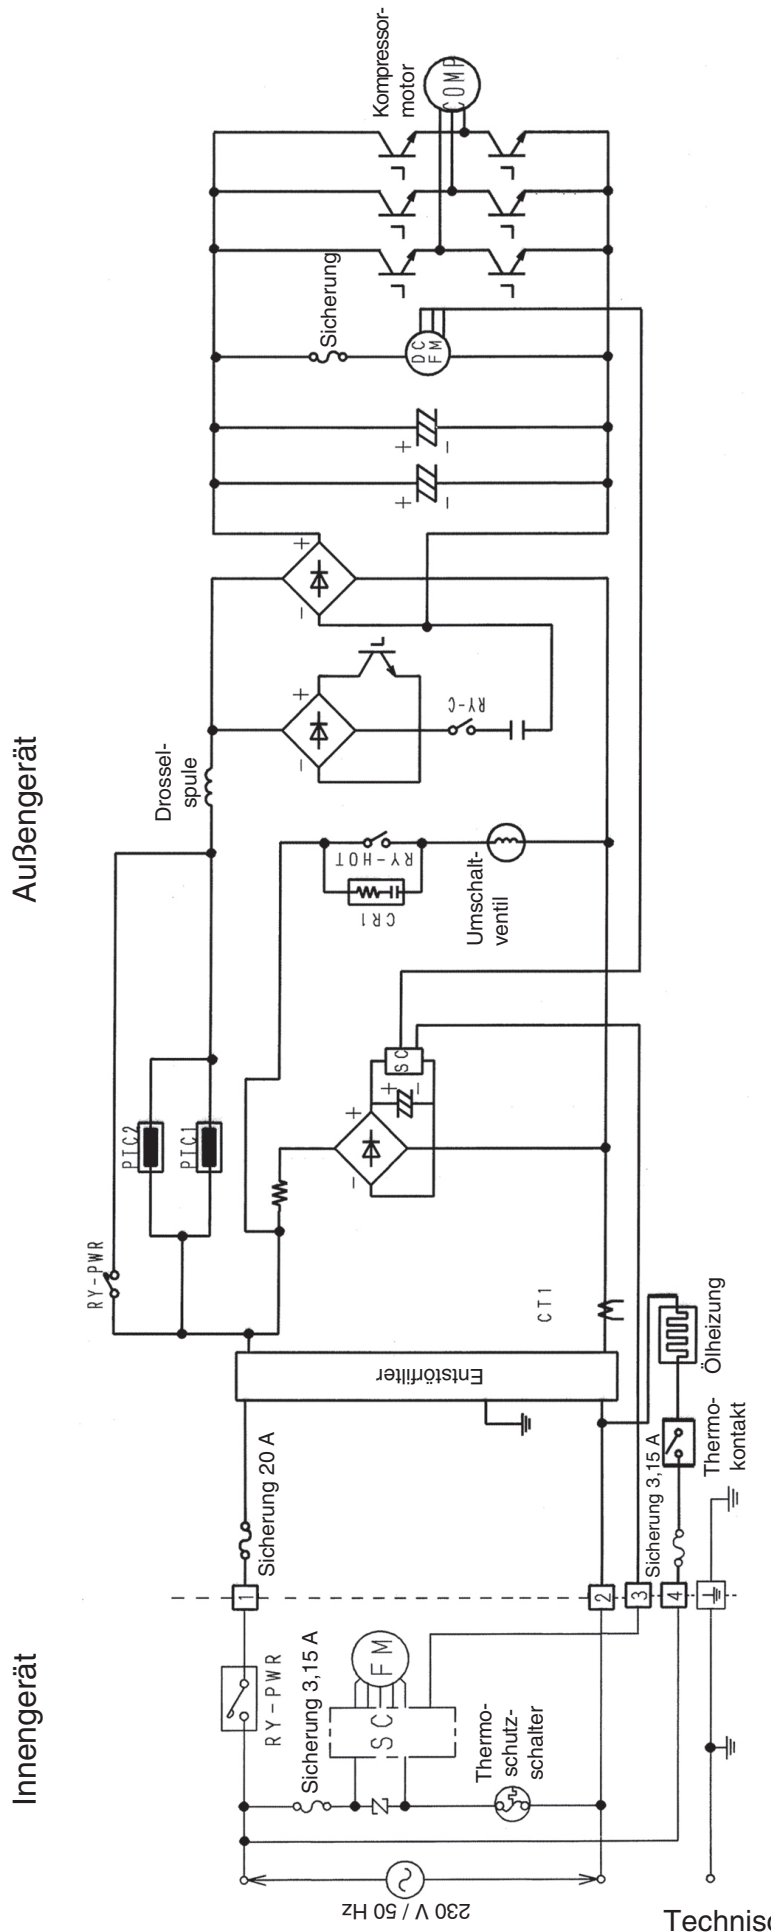 Innengerät
Außengerät
230 V / 50 Hz
RY-PWR
Sicherung 3,15 A
SC
FM
Thermo-
schutz-
schalter
1
2
3
4
Sicherung 20 A
Sicherung 3,15 A
Thermo-
kontakt
Ölheizung
Entstörfilter
CT1
RY-PWR
PTC2
PTC1
+
−
+
−
SC
Drossel-
spule
CR1
RY-HOT
Umschalt-
ventil
+
−
RY-C
+
−
+
−
+
−
Sicherung
DC
FM
Kompressor-
motor
COMP
Technisc